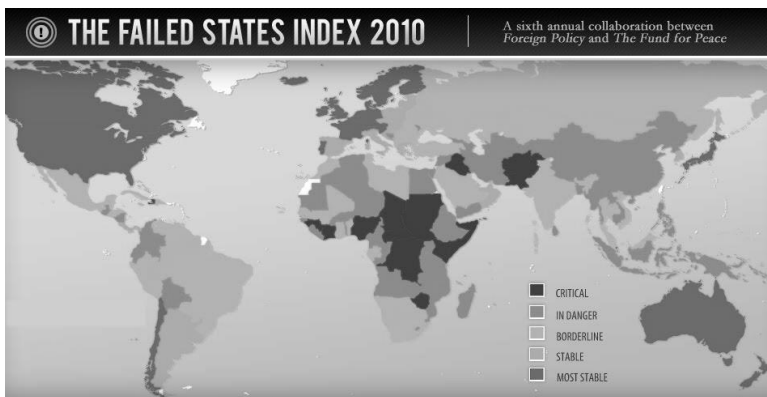 THE FAILED STATES INDEX 2010
A sixth annual collaboration between
Foreign Policy and The Fund for Peace
CRITICAL
IN DANGER
BORDERLINE
STABLE
MOST STABLE